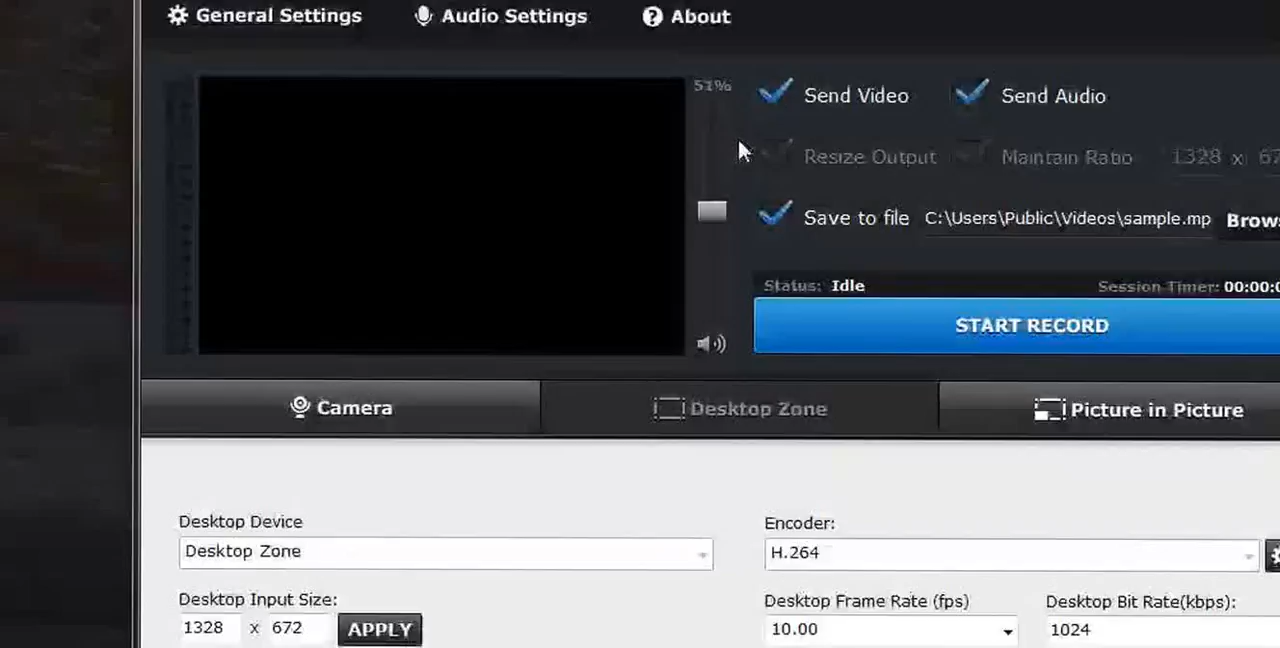 General Settings Audio Settings About
51% Send Video Send Audio
Resize Output Maintain Ratio 1328 x 67
Save to file C:\Users\Public\Videos\sample.mp Brows
Status: Idle Session Timer: 00:00:0
START RECORD
Camera Desktop Zone Picture in Picture
Desktop Device Encoder:
Desktop Zone H.264
Desktop Input Size: Desktop Frame Rate (fps) Desktop Bit Rate(kbps):
1328 x 672 APPLY 10.00 1024